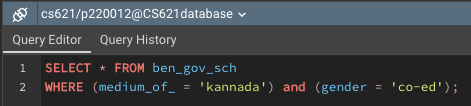 cs621/p220012@CS621database
Query Editor Query History
1 SELECT * FROM ben_gov_sch
2 WHERE (medium_of_ = 'kannada') and (gender = 'co-ed');